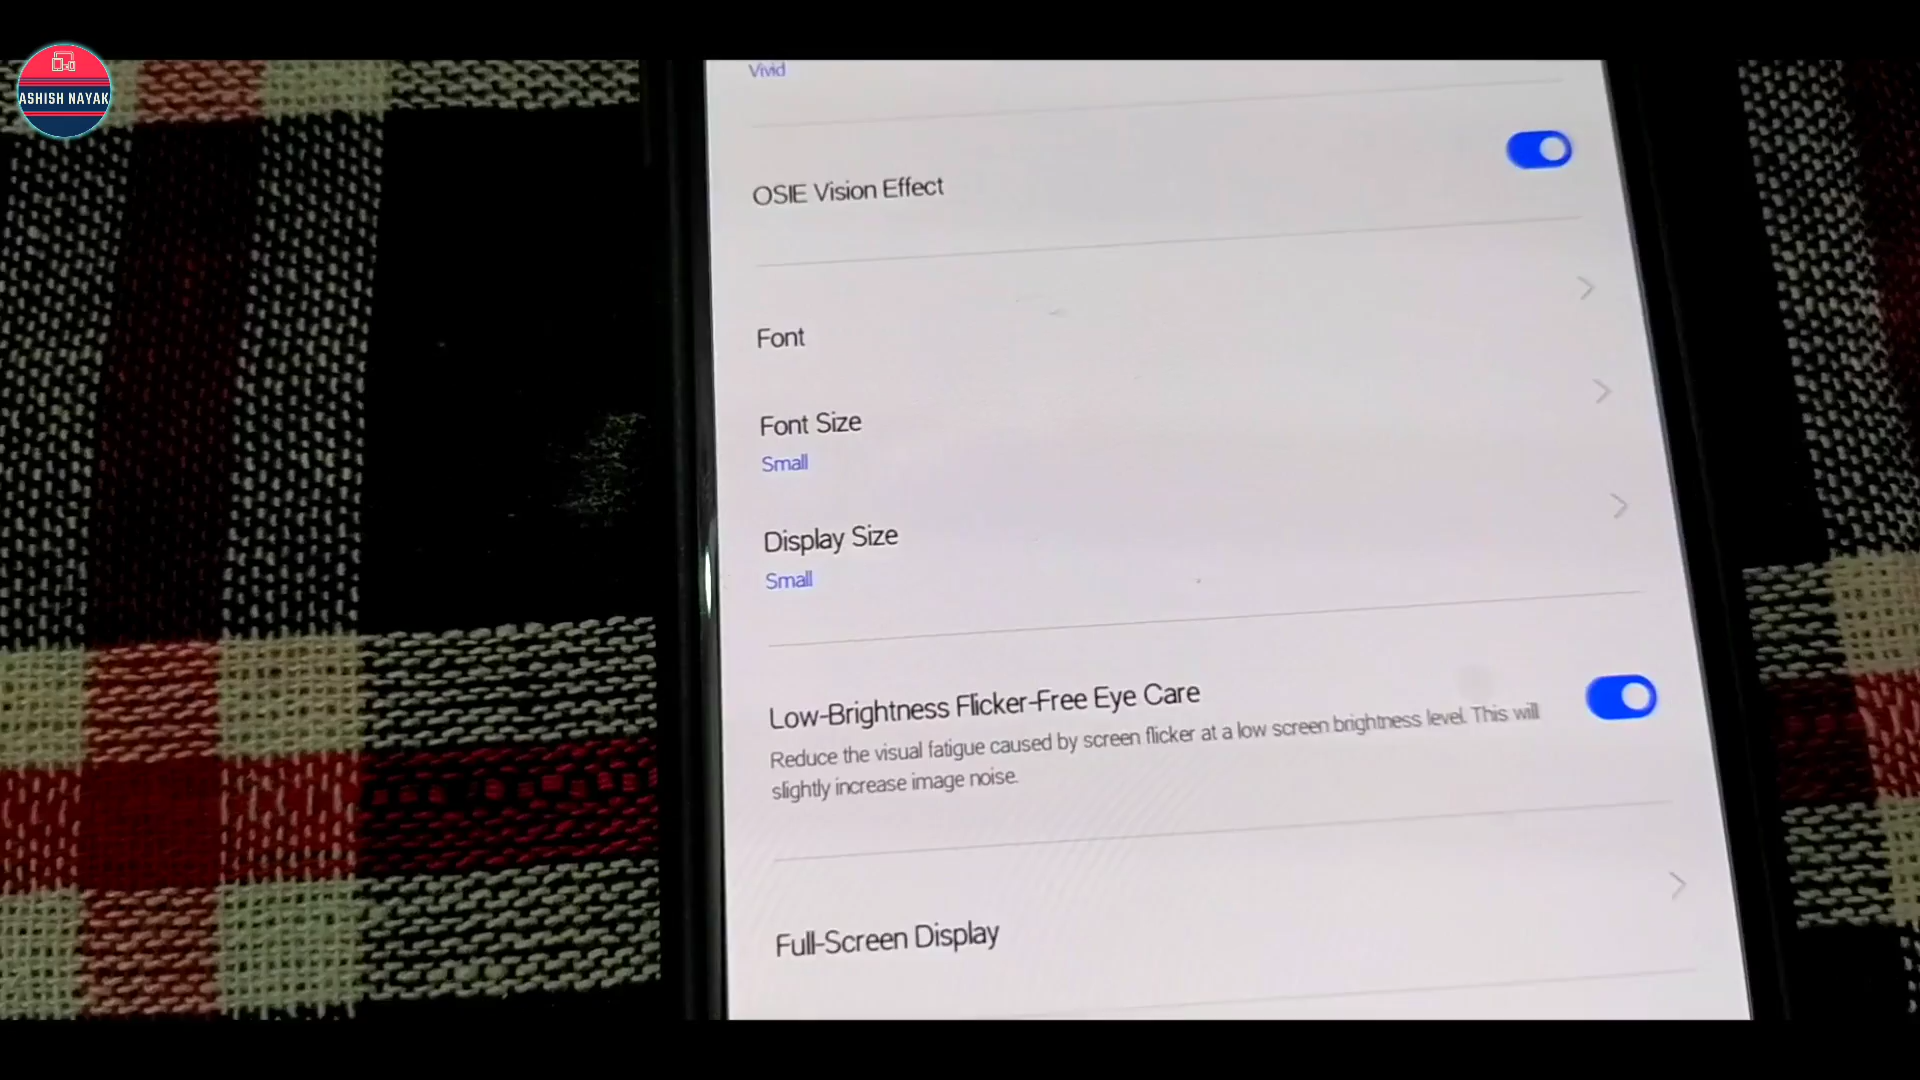 ASHISH NAYAK
Vivid
OSIE Vision Effect
Font
Font Size
Small
Display Size
Small
Low-Brightness Flicker-Free Eye Care
Reduce the visual fatigue caused by screen flicker at a low screen brightness level. This will
slightly increase image noise.
Full-Screen Display